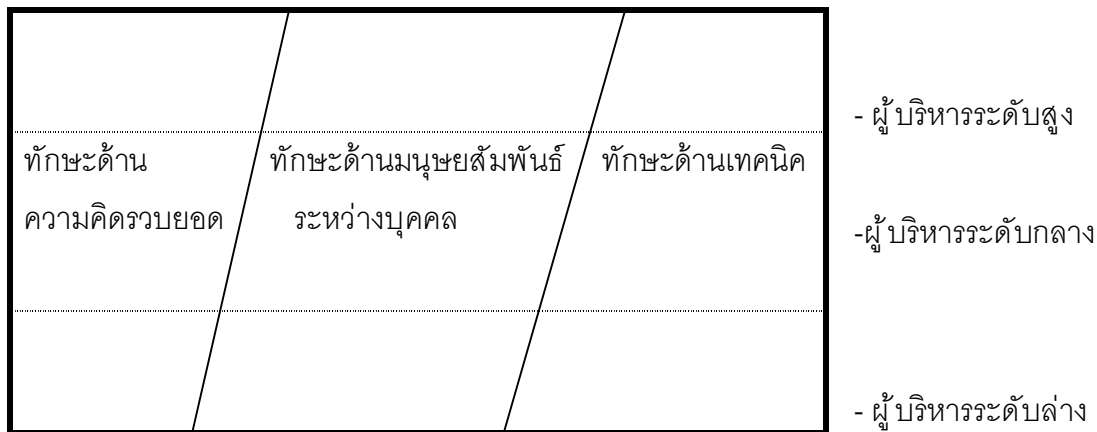 - ผู้บริหารระดับสูง
ทักษะด้าน
ความคิดรวบยอด
ทักษะด้านมนุษยสัมพันธ์
ระหว่างบุคคล
ทักษะด้านเทคนิค
-ผู้บริหารระดับกลาง
- ผู้บริหารระดับล่าง